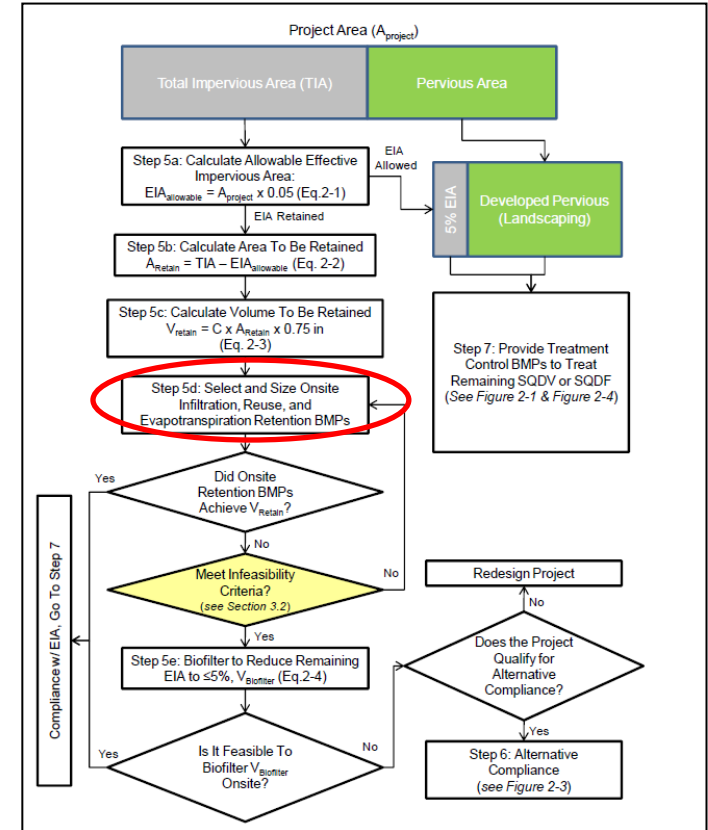 Project Area (Aproject)
Total Impervious Area (TIA)
Pervious Area
Step 5a: Calculate Allowable Effective
Impervious Area:
EIAallowable = Aproject x 0.05 (Eq.2-1)
EIA
Allowed
5% EIA
Developed Pervious
(Landscaping)
EIA Retained
Step 5b: Calculate Area To Be Retained
ARetain = TIA – EIAallowable (Eq. 2-2)
Step 5c: Calculate Volume To Be Retained
Vretain = C x ARetain x 0.75 in
(Eq. 2-3)
Step 7: Provide Treatment
Control BMPs to Treat
Remaining SQDV or SQDF
(See Figure 2-1 & Figure 2-4)
Step 5d: Select and Size Onsite
Infiltration, Reuse, and
Evapotranspiration Retention BMPs
Yes
Did Onsite
Retention BMPs
Achieve VRetain?
No
Meet Infeasibility
Criteria?
(see Section 3.2)
No
Yes
Compliance w/ EIA, Go To Step 7
Step 5e: Biofilter to Reduce Remaining
EIA to ≤5%, VBiofilter (Eq.2-4)
Is It Feasible To
Biofilter VBiofilter
Onsite?
Yes
No
Redesign Project
No
Does the Project
Qualify for
Alternative
Compliance?
Yes
Step 6: Alternative
Compliance
(see Figure 2-3)